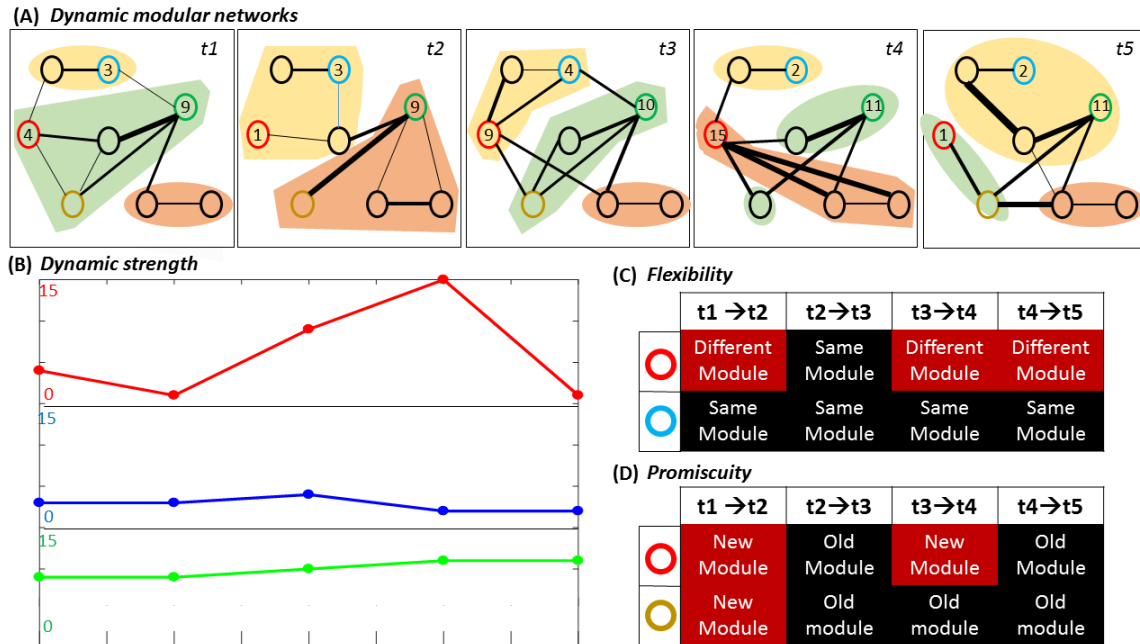 (A) Dynamic modular networks
t1
t2
t3
t4
t5
3
9
4
3
9
1
4
10
9
2
11
15
2
11
1
(B) Dynamic strength
15
0
15
0
15
0
(C) Flexibility
t1 →t2 t2→t3 t3→t4 t4→t5
Different Same Different Different
Module Module Module Module
Same Same Same Same
Module Module Module Module
(D) Promiscuity
t1 →t2 t2→t3 t3→t4 t4→t5
New Old New Old
Module Module Module Module
New Old Old Old
Module module module module